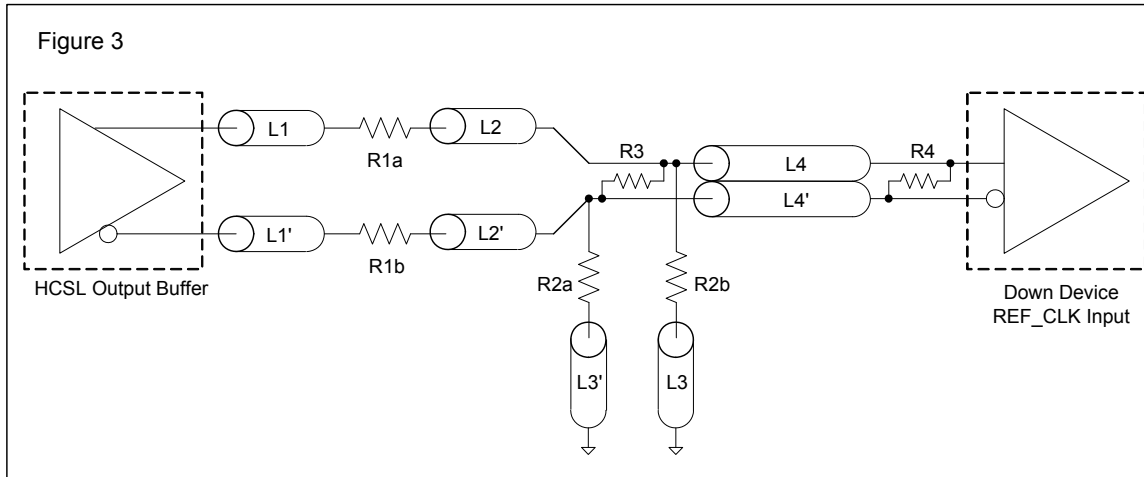 Figure 3
L1
R1a
L2
R3
L4
R4
L4'
L1'
R1b
L2'
HCSL Output Buffer
R2a
R2b
Down Device
REF_CLK Input
L3'
L3